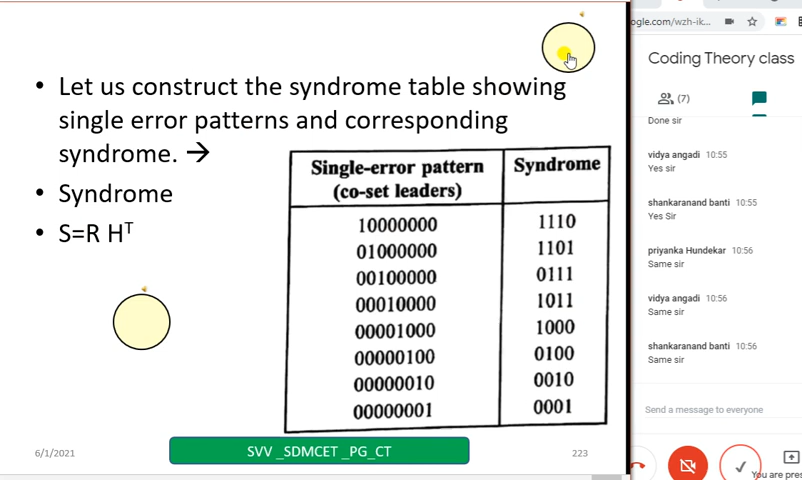 • Let us construct the syndrome table showing
single error patterns and corresponding
syndrome. →
• Syndrome
• S=R Hᵀ
Single-error pattern Syndrome
(co-set leaders)
10000000 1110
01000000 1101
00100000 0111
00010000 1011
00001000 1000
00000100 0100
00000010 0010
00000001 0001
6/1/2021 SVV _SDMCET _PG_CT 223
ogle.com/wzh-ik...
Coding Theory class
(7)
Done sir
vidya angadi 10:55
Yes sir
shankaranand banti 10:55
Yes Sir
priyanka Hundekar 10:56
Same sir
vidya angadi 10:56
Same sir
shankaranand banti 10:56
Same sir
Send a message to everyone
You are pres